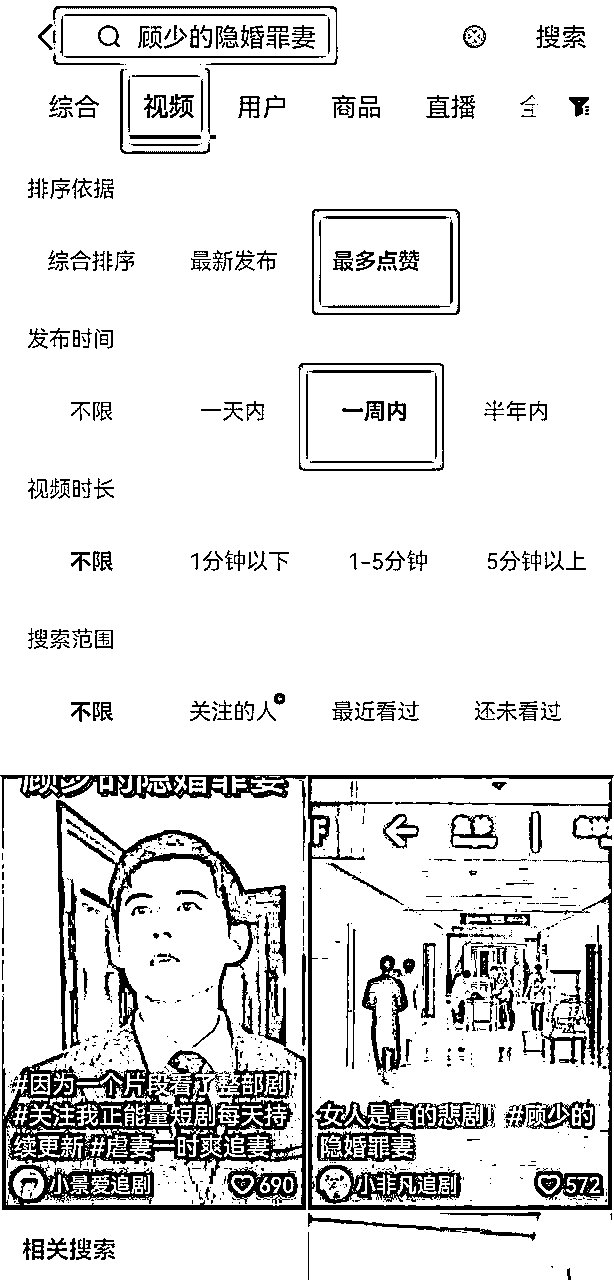 顾少的隐婚罪妻 搜索
综合 视频 用户 商品 直播 全
排序依据
综合排序 最新发布 最多点赞
发布时间
不限 一天内 一周内 半年内
视频时长
不限 1分钟以下 1-5分钟 5分钟以上
搜索范围
不限 关注的人 最近看过 还未看过
顾少的隐婚罪妻
#因为一个片段看了整部剧
#关注我正能量短剧每天持
续更新 #虐妻一时爽追妻
小景爱追剧 690
F
女人是真的悲剧！ #顾少的
隐婚罪妻
小非凡追剧 572
相关搜索